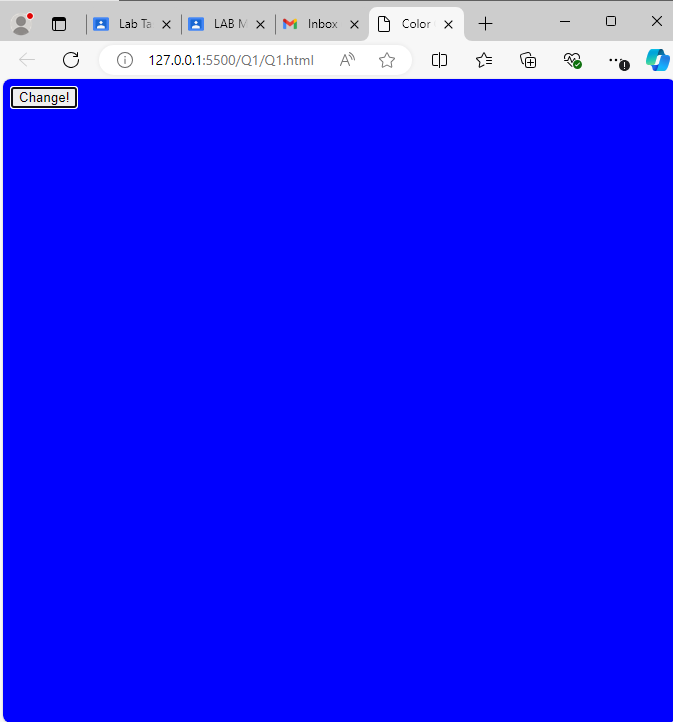 Lab Ta LAB M Inbox Color
127.0.0.1:5500/Q1/Q1.html
Change!